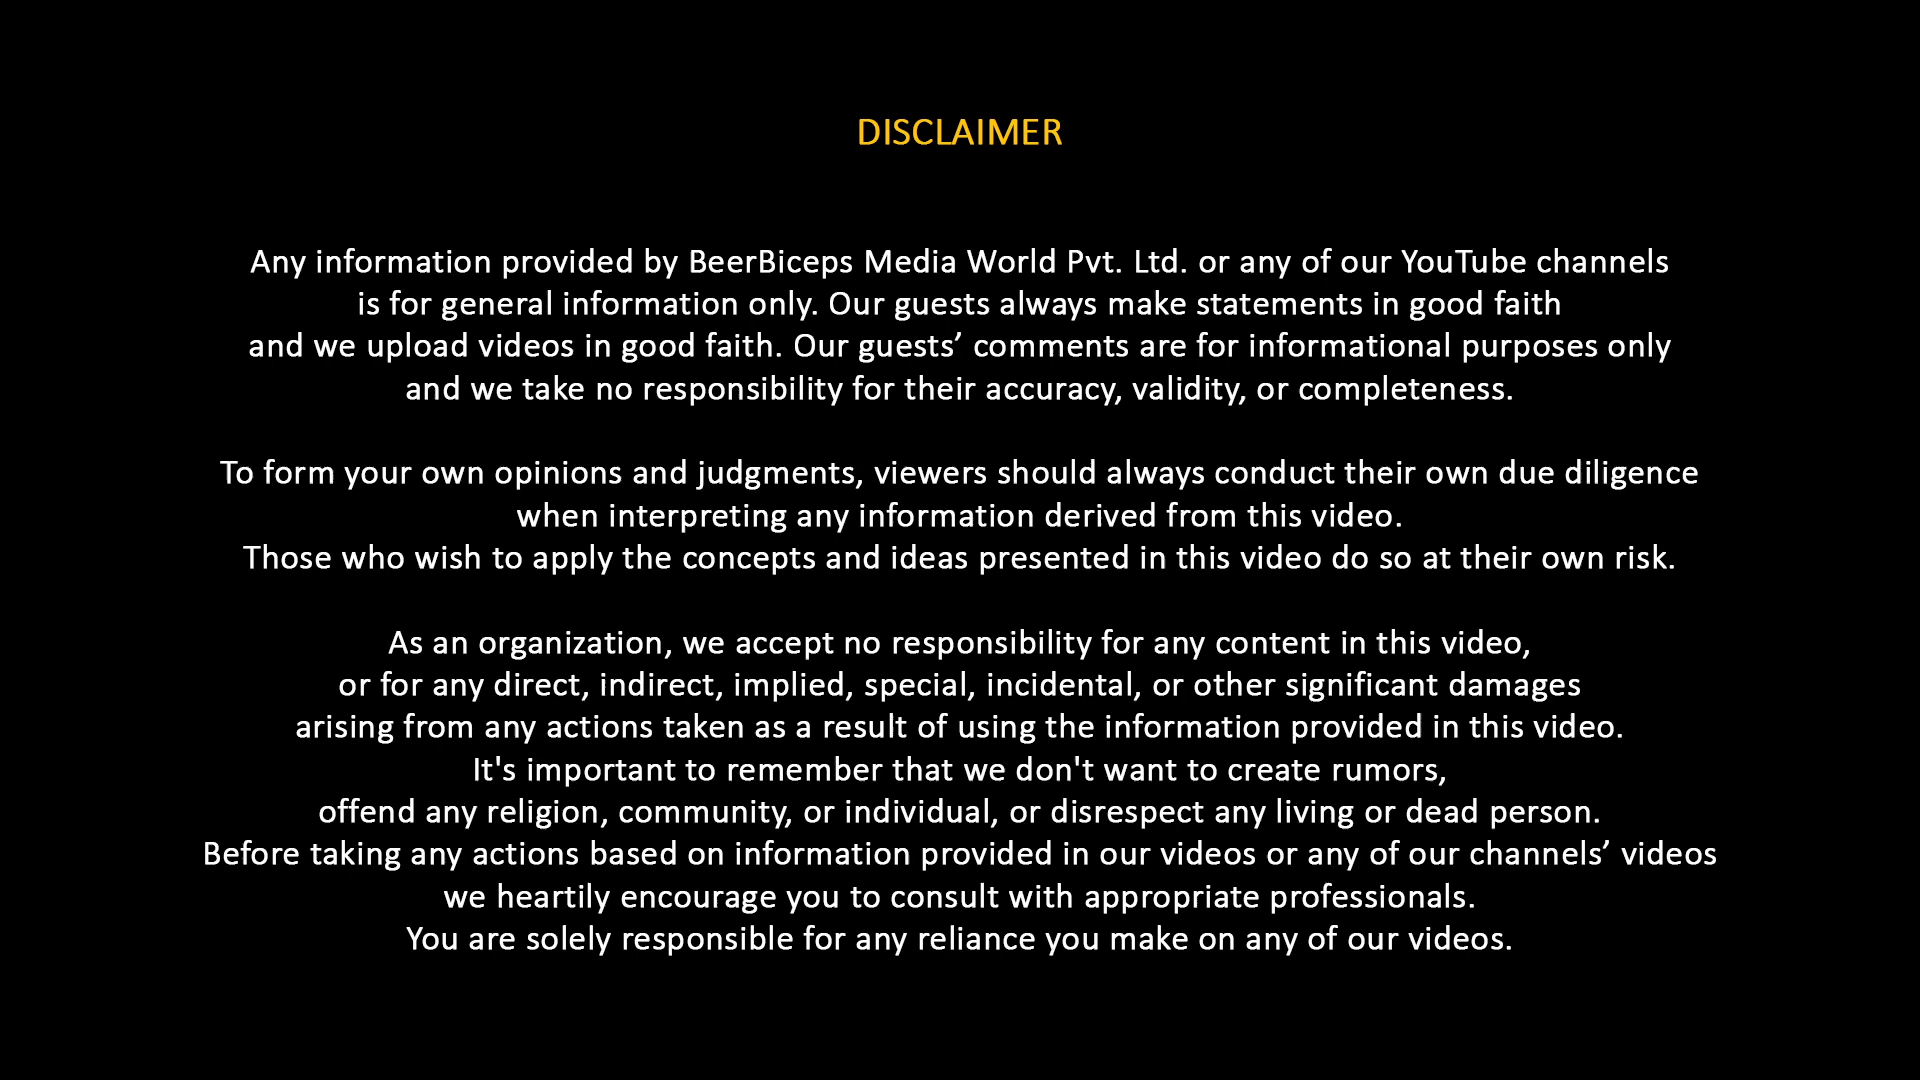 DISCLAIMER
Any information provided by BeerBiceps Media World Pvt. Ltd. or any of our YouTube channels
is for general information only. Our guests always make statements in good faith
and we upload videos in good faith. Our guests’ comments are for informational purposes only
and we take no responsibility for their accuracy, validity, or completeness.
To form your own opinions and judgments, viewers should always conduct their own due diligence
when interpreting any information derived from this video.
Those who wish to apply the concepts and ideas presented in this video do so at their own risk.
As an organization, we accept no responsibility for any content in this video,
or for any direct, indirect, implied, special, incidental, or other significant damages
arising from any actions taken as a result of using the information provided in this video.
It's important to remember that we don't want to create rumors,
offend any religion, community, or individual, or disrespect any living or dead person.
Before taking any actions based on information provided in our videos or any of our channels’ videos
we heartily encourage you to consult with appropriate professionals.
You are solely responsible for any reliance you make on any of our videos.